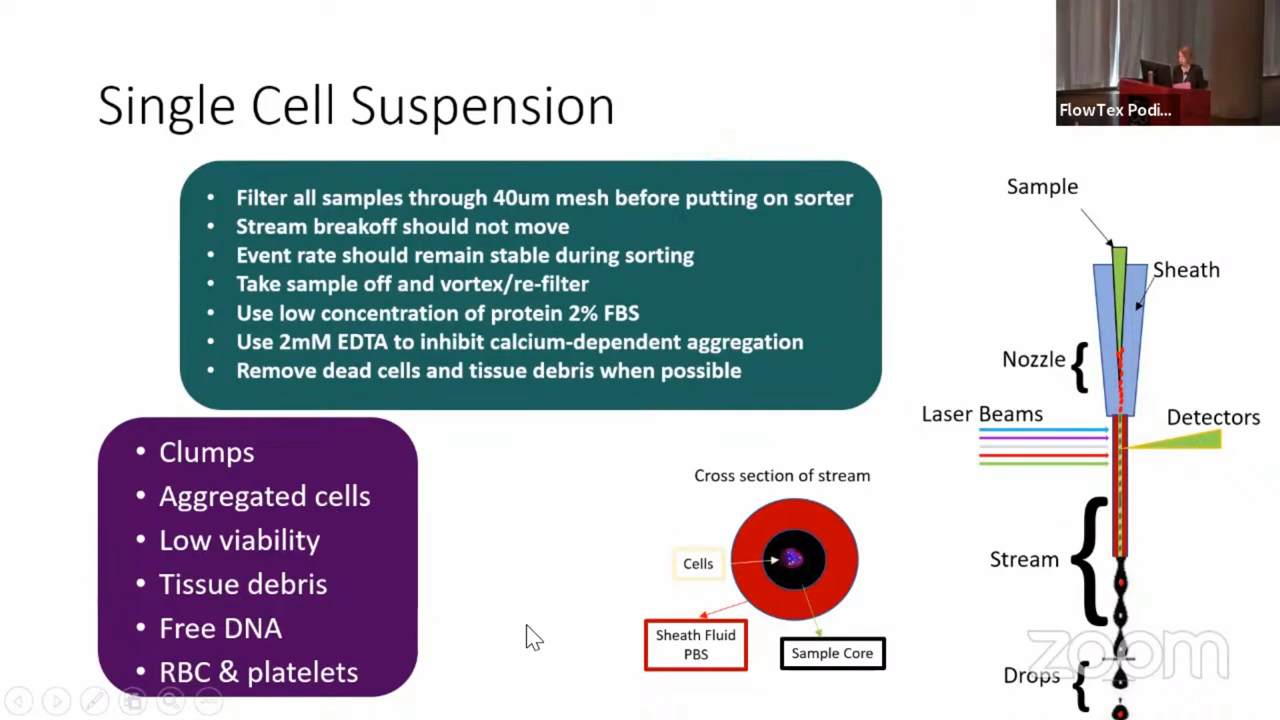 Single Cell Suspension
FlowTex Podi...
• Filter all samples through 40um mesh before putting on sorter
• Stream breakoff should not move
• Event rate should remain stable during sorting
• Take sample off and vortex/re-filter
• Use low concentration of protein 2% FBS
• Use 2mM EDTA to inhibit calcium-dependent aggregation
• Remove dead cells and tissue debris when possible
• Clumps
• Aggregated cells
• Low viability
• Tissue debris
• Free DNA
• RBC & platelets
Cross section of stream
Cells
Sheath Fluid
PBS
Sample Core
Sample
Sheath
Nozzle
Laser Beams
Detectors
Stream
Drops
zoom